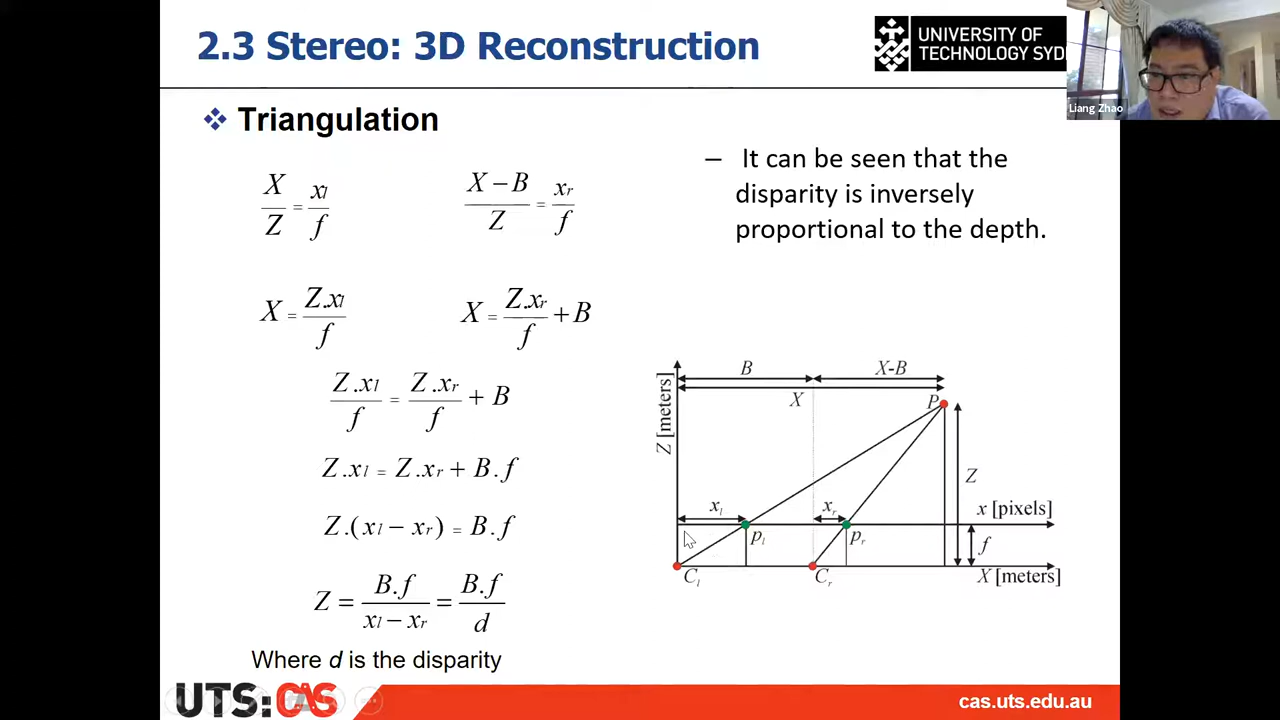 2.3 Stereo: 3D Reconstruction
UNIVERSITY OF
TECHNOLOGY SYD
Liang Zhao
❖ Triangulation
X/Z = xl/f
(X − B)/Z = xr/f
X = Z.xl/f
X = Z.xr/f + B
Z.xl/f = Z.xr/f + B
Z.xl = Z.xr + B.f
Z.(xl − xr) = B.f
Z = B.f/(xl − xr) = B.f/d
Where d is the disparity
– It can be seen that the
disparity is inversely
proportional to the depth.
B
X-B
X
P
Z [meters]
Z
xl
xr
x [pixels]
pl
pr
f
Cl
Cr
X [meters]
UTS:CAS
cas.uts.edu.au